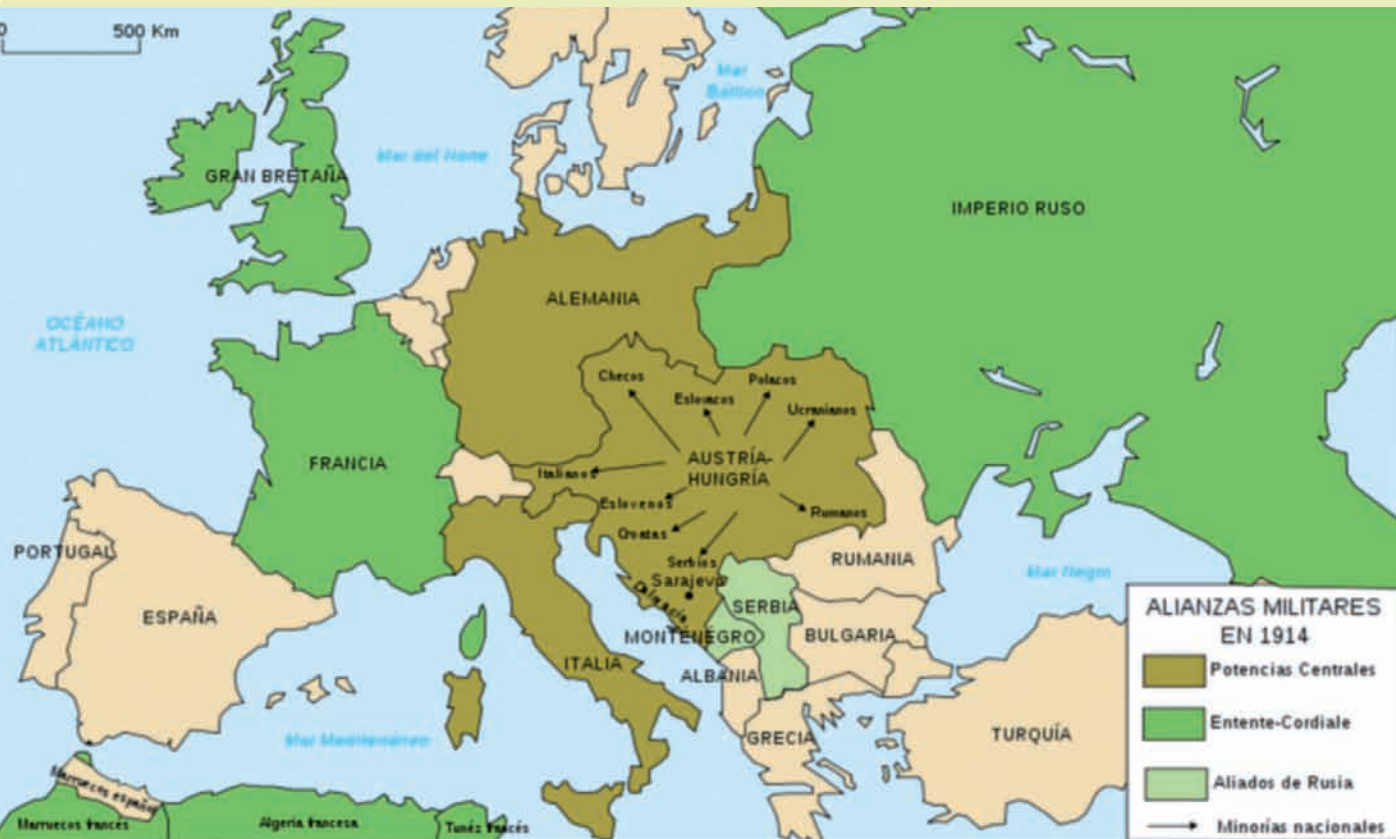 0 500 Km
Mar
Báltico
Mar del Norte
GRAN BRETAÑA
IMPERIO RUSO
ALEMANIA
OCÉANO
ATLÁNTICO
Checos
Polacos
Eslovacos
Ucranianos
AUSTRÍA-
HUNGRÍA
FRANCIA
Italianos
Eslovenos
Rumanos
Croatas
PORTUGAL
Serbios
RUMANIA
Mar Negro
Sarajevo
Dalmacia
SERBIA
ESPAÑA
MONTENEGRO
BULGARIA
ITALIA
ALBANIA
Mar Mediterráneo
GRECIA
TURQUÍA
Marruecos español
Marruecos francés
Algeria francesa
Tunéz francés
ALIANZAS MILITARES
EN 1914
Potencias Centrales
Entente-Cordiale
Aliados de Rusia
Minorías nacionales